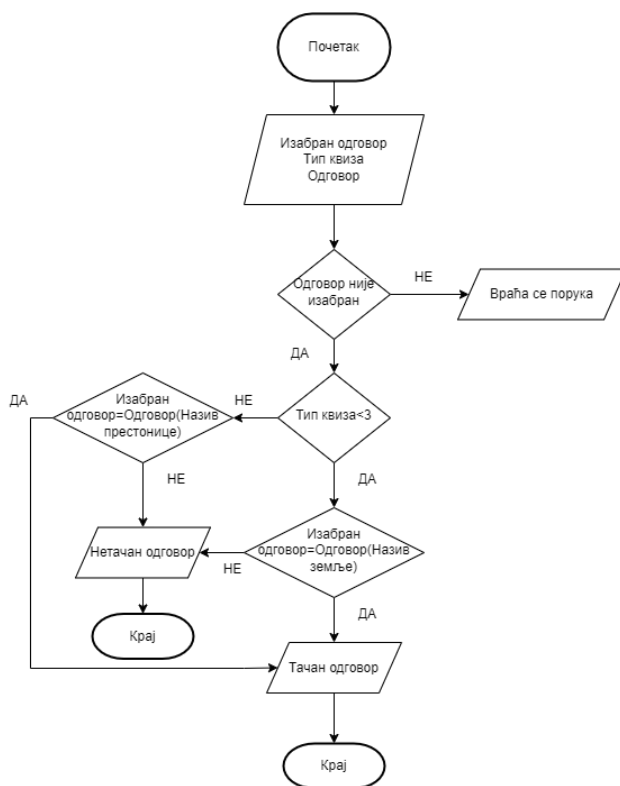 Почетак
Изабран одговор
Тип квиза
Одговор
Одговор није
изабран
НЕ
Враћа се порука
ДА
Тип квиза<3
НЕ
Изабран
одговор=Одговор(Назив
престонице)
ДА
НЕ
ДА
Изабран
одговор=Одговор(Назив
земље)
НЕ
Нетачан одговор
Крај
ДА
Тачан одговор
Крај